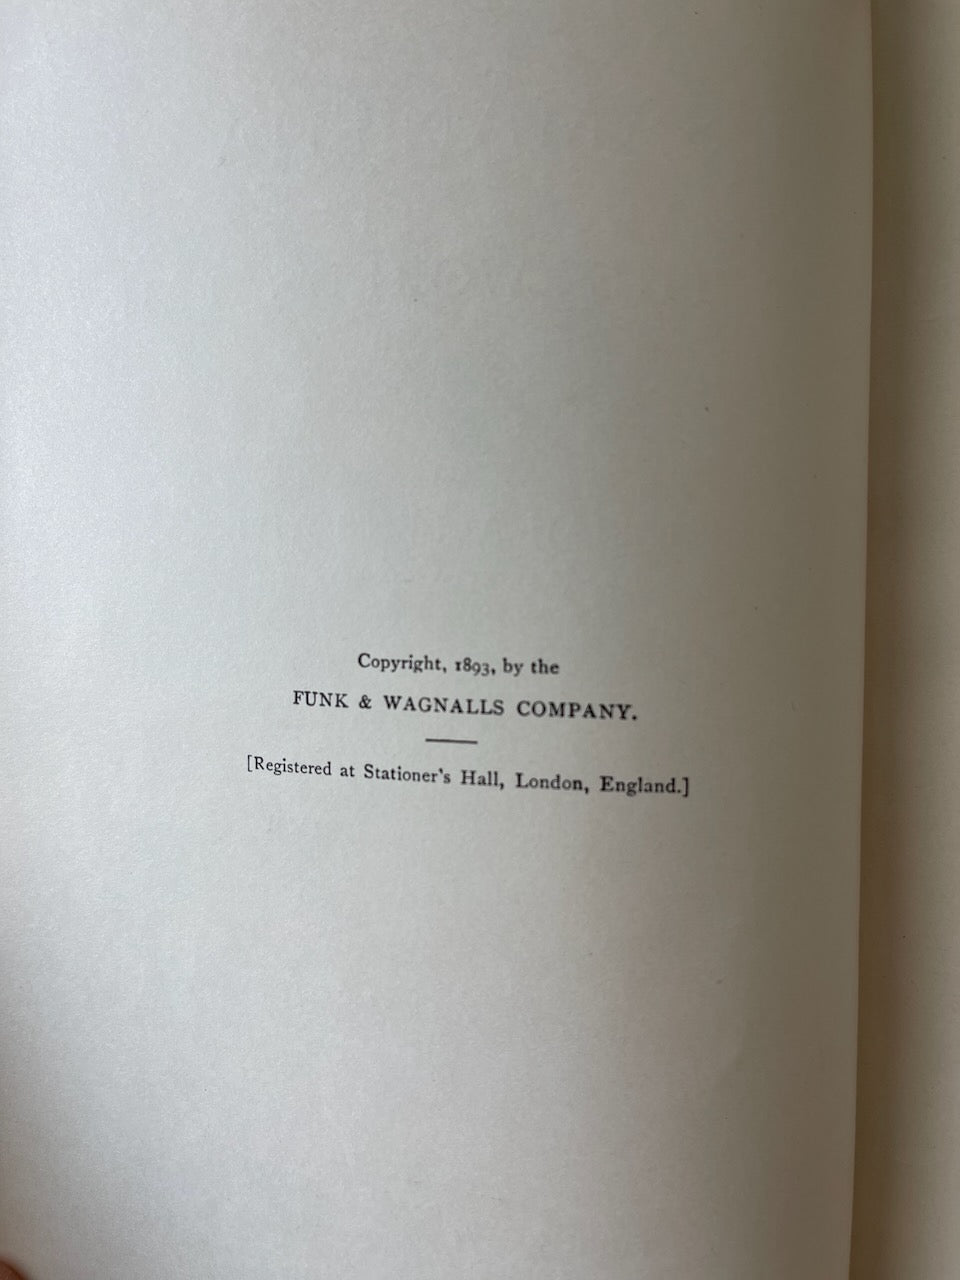 Copyright, 1893, by the
FUNK & WAGNALLS COMPANY.
[Registered at Stationer's Hall, London, England.]